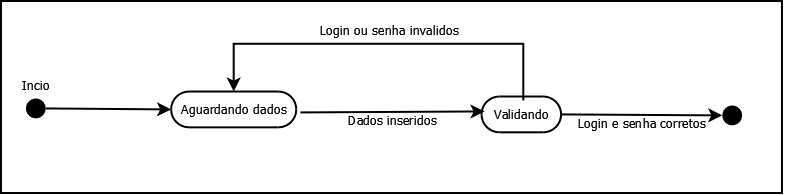 Login ou senha invalidos
Incio
Aguardando dados
Dados inseridos
Validando
Login e senha corretos